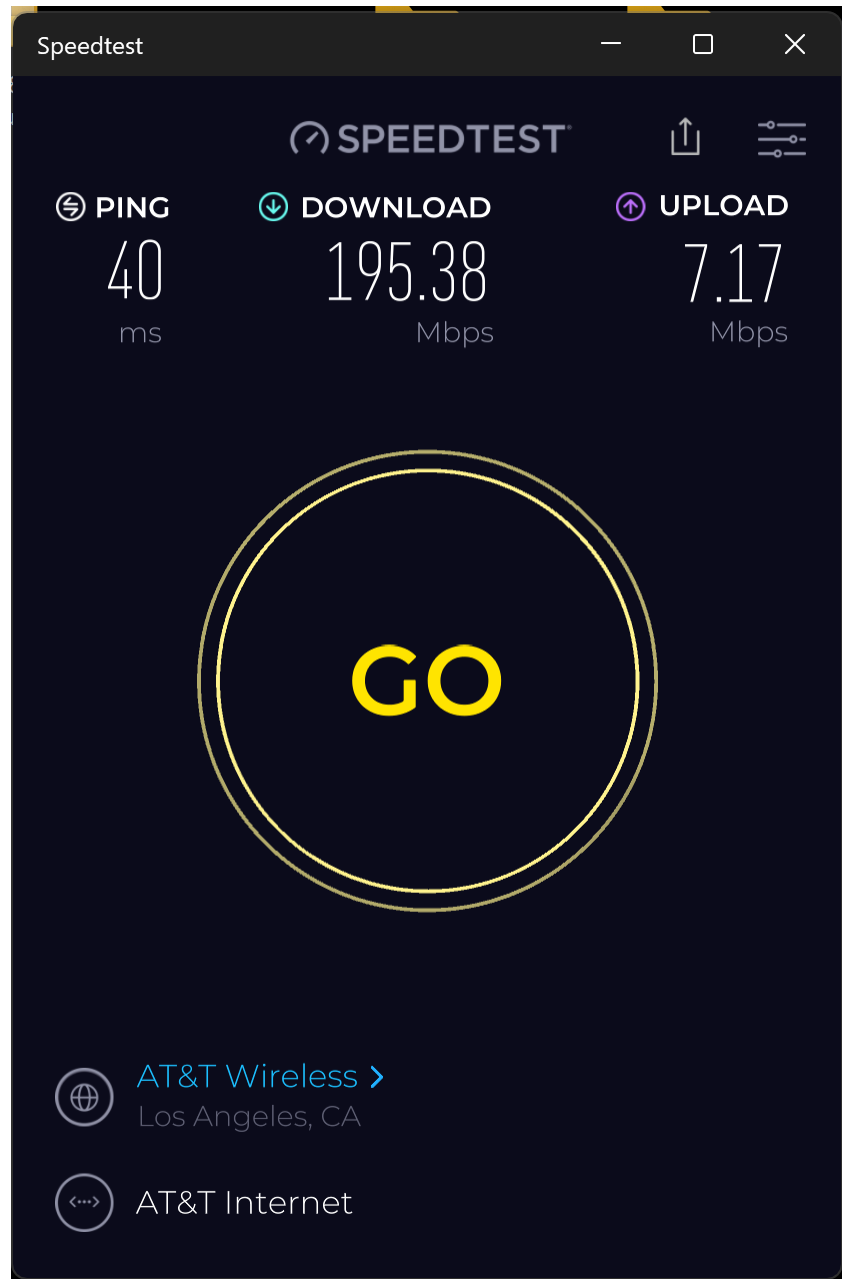 Speedtest
SPEEDTEST
PING DOWNLOAD UPLOAD
40 195.38 7.17
ms Mbps Mbps
GO
AT&T Wireless
Los Angeles, CA
AT&T Internet